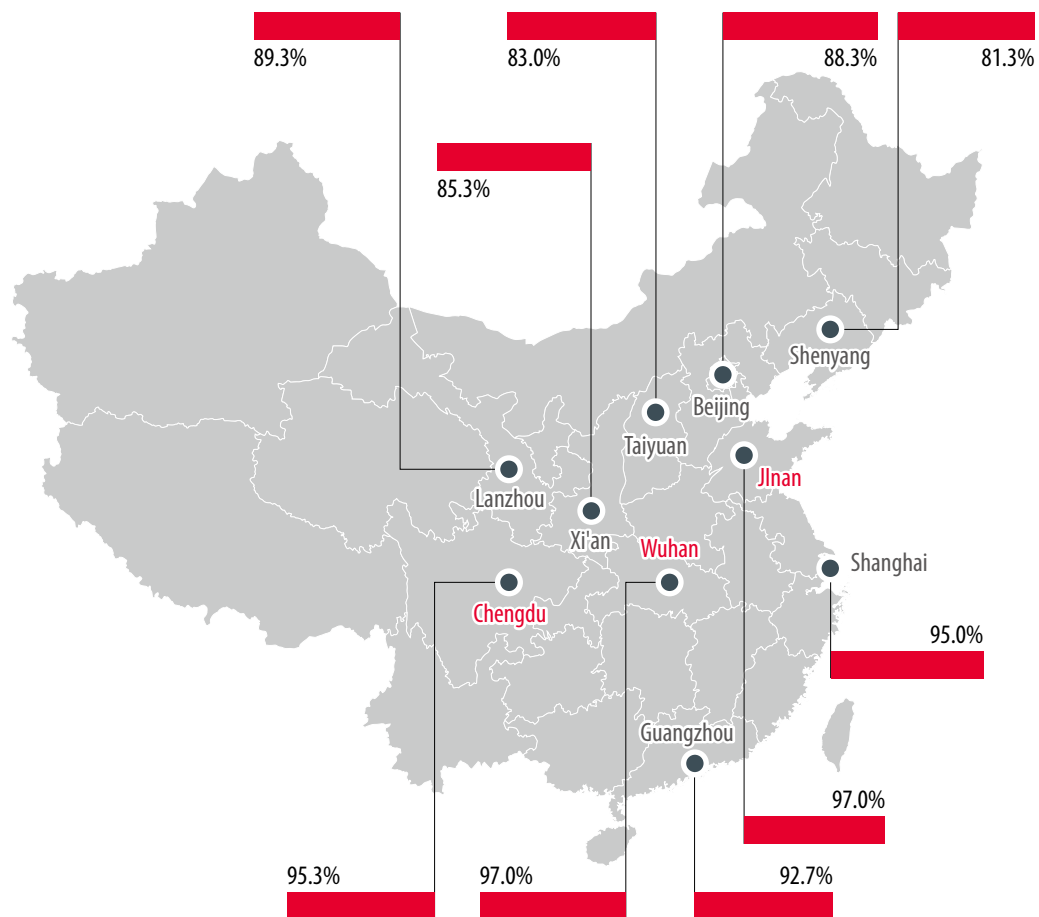 89.3%
83.0%
88.3%
81.3%
85.3%
Shenyang
Beijing
Taiyuan
JInan
Lanzhou
Xi'an
Wuhan
Shanghai
Chengdu
95.0%
Guangzhou
97.0%
95.3%
97.0%
92.7%